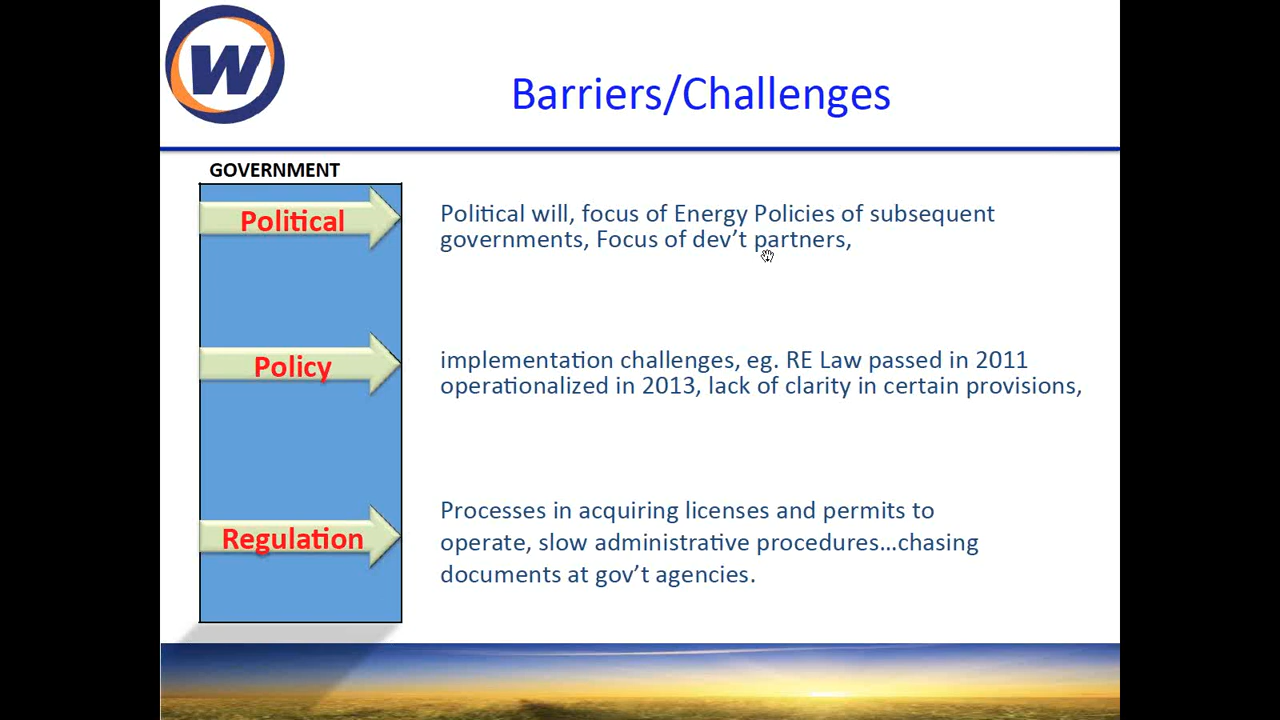 W
Barriers/Challenges
GOVERNMENT
Political
Political will, focus of Energy Policies of subsequent
governments, Focus of dev’t partners,
Policy
implementation challenges, eg. RE Law passed in 2011
operationalized in 2013, lack of clarity in certain provisions,
Regulation
Processes in acquiring licenses and permits to
operate, slow administrative procedures…chasing
documents at gov’t agencies.